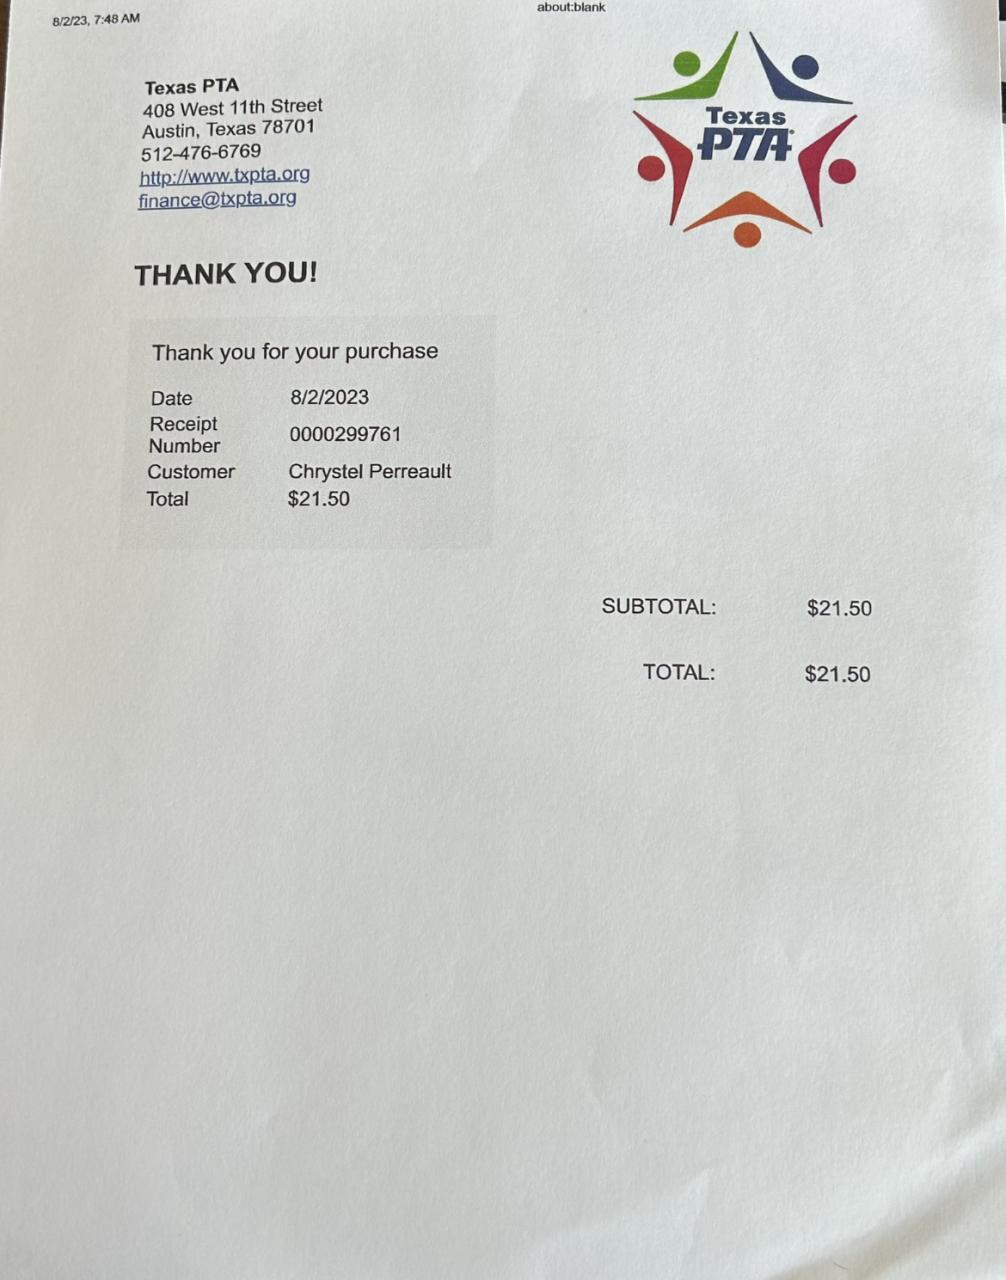 8/2/23, 7:48 AM
about:blank
Texas PTA
408 West 11th Street
Austin, Texas 78701
512-476-6769
http://www.txpta.org
finance@txpta.org
Texas
PTA
THANK YOU!
Thank you for your purchase
Date 8/2/2023
Receipt
Number 0000299761
Customer Chrystel Perreault
Total $21.50
SUBTOTAL: $21.50
TOTAL: $21.50